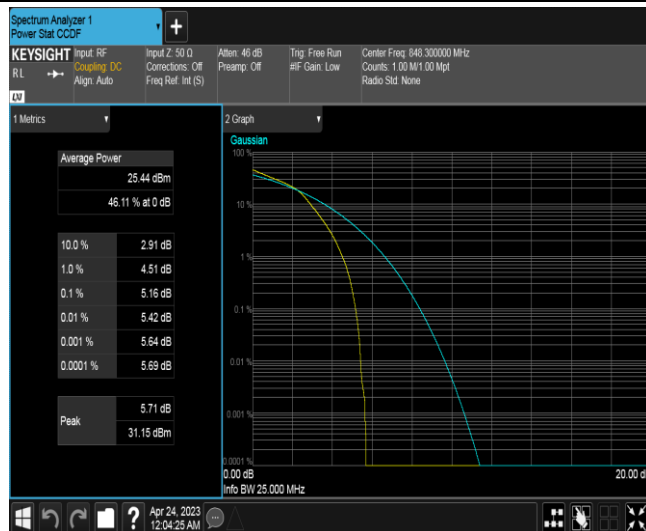 Spectrum Analyzer 1
Power Stat CCDF
KEYSIGHT
RL
Input: RF
Coupling: DC
Align: Auto
Input Z: 50 Ω
Corrections: Off
Freq Ref: Int (S)
Atten: 46 dB
Preamp: Off
Trig: Free Run
#IF Gain: Low
Center Freq: 848.300000 MHz
Counts: 1.00 M/1.00 Mpt
Radio Std: None
LXI
1 Metrics
Average Power
25.44 dBm
46.11 % at 0 dB
10.0 % 2.91 dB
1.0 % 4.51 dB
0.1 % 5.16 dB
0.01 % 5.42 dB
0.001 % 5.64 dB
0.0001 % 5.69 dB
Peak
5.71 dB
31.15 dBm
2 Graph
Gaussian
100 %
10 %
1 %
0.1 %
0.01 %
0.001 %
0.0001 %
0.00 dB
20.00 d
Info BW 25.000 MHz
?
Apr 24, 2023
12:04:25 AM